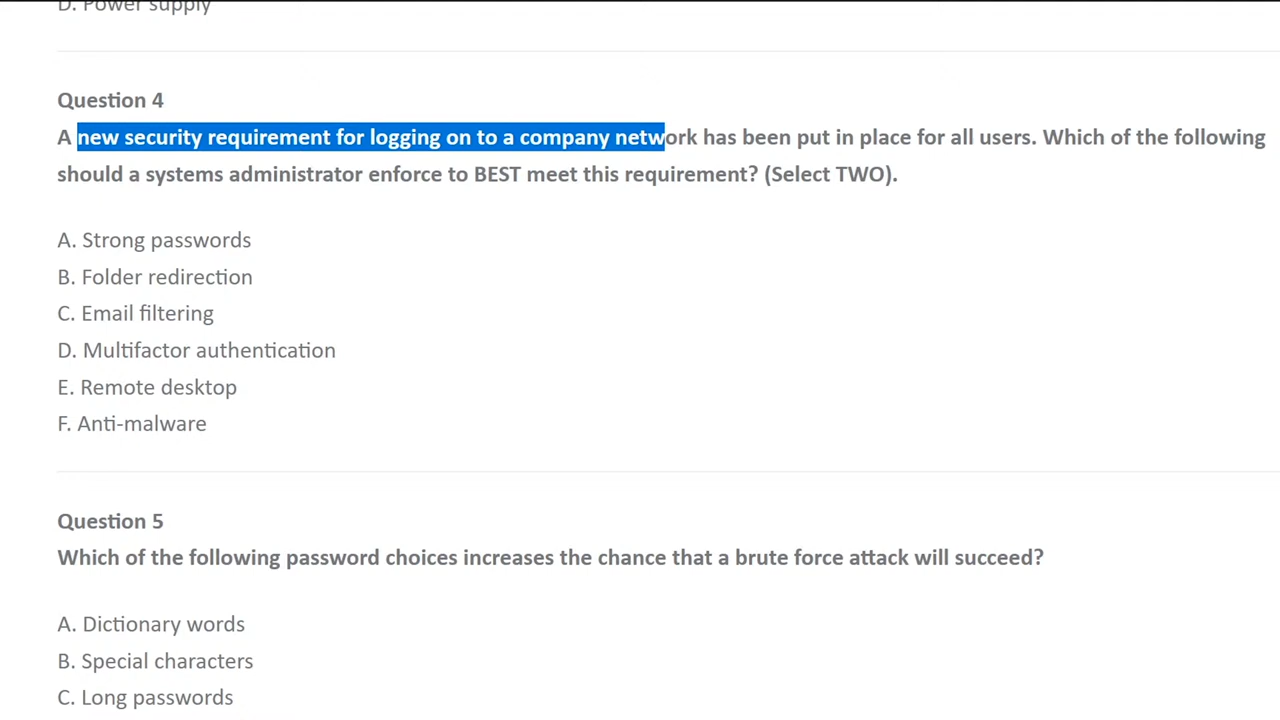 D. Power supply
Question 4
A new security requirement for logging on to a company network has been put in place for all users. Which of the following
should a systems administrator enforce to BEST meet this requirement? (Select TWO).
A. Strong passwords
B. Folder redirection
C. Email filtering
D. Multifactor authentication
E. Remote desktop
F. Anti-malware
Question 5
Which of the following password choices increases the chance that a brute force attack will succeed?
A. Dictionary words
B. Special characters
C. Long passwords